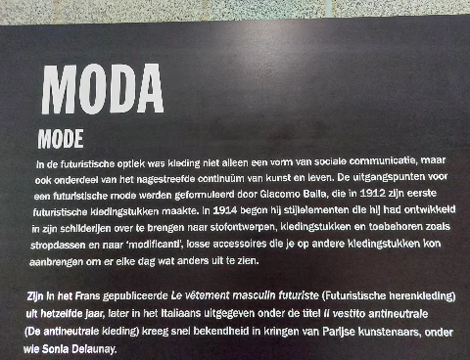 MODA
MODE
In de futuristische optiek was kleding niet alleen een vorm van sociale communicatie, maar
ook onderdeel van het nagestreefde continuüm van kunst en leven. De uitgangspunten voor
een futuristische mode werden geformuleerd door Giacomo Balla, die in 1912 zijn eerste
futuristische kledingstukken maakte. In 1914 begon hij stijlelementen die hij had ontwikkeld
in zijn schilderijen over te brengen naar stofontwerpen, kledingstukken en toebehoren zoals
stropdassen en naar 'modificanti', losse accessoires die je op andere kledingstukken kon
aanbrengen om er elke dag wat anders uit te zien.
Zijn in het Frans gepubliceerde Le vêtement masculin futuriste (Futuristische herenkleding)
uit hetzelfde jaar, later in het Italiaans uitgegeven onder de titel Il vestito antineutrale
(De antineutrale kleding) kreeg snel bekendheid in kringen van Parijse kunstenaars, onder
wie Sonia Delaunay.